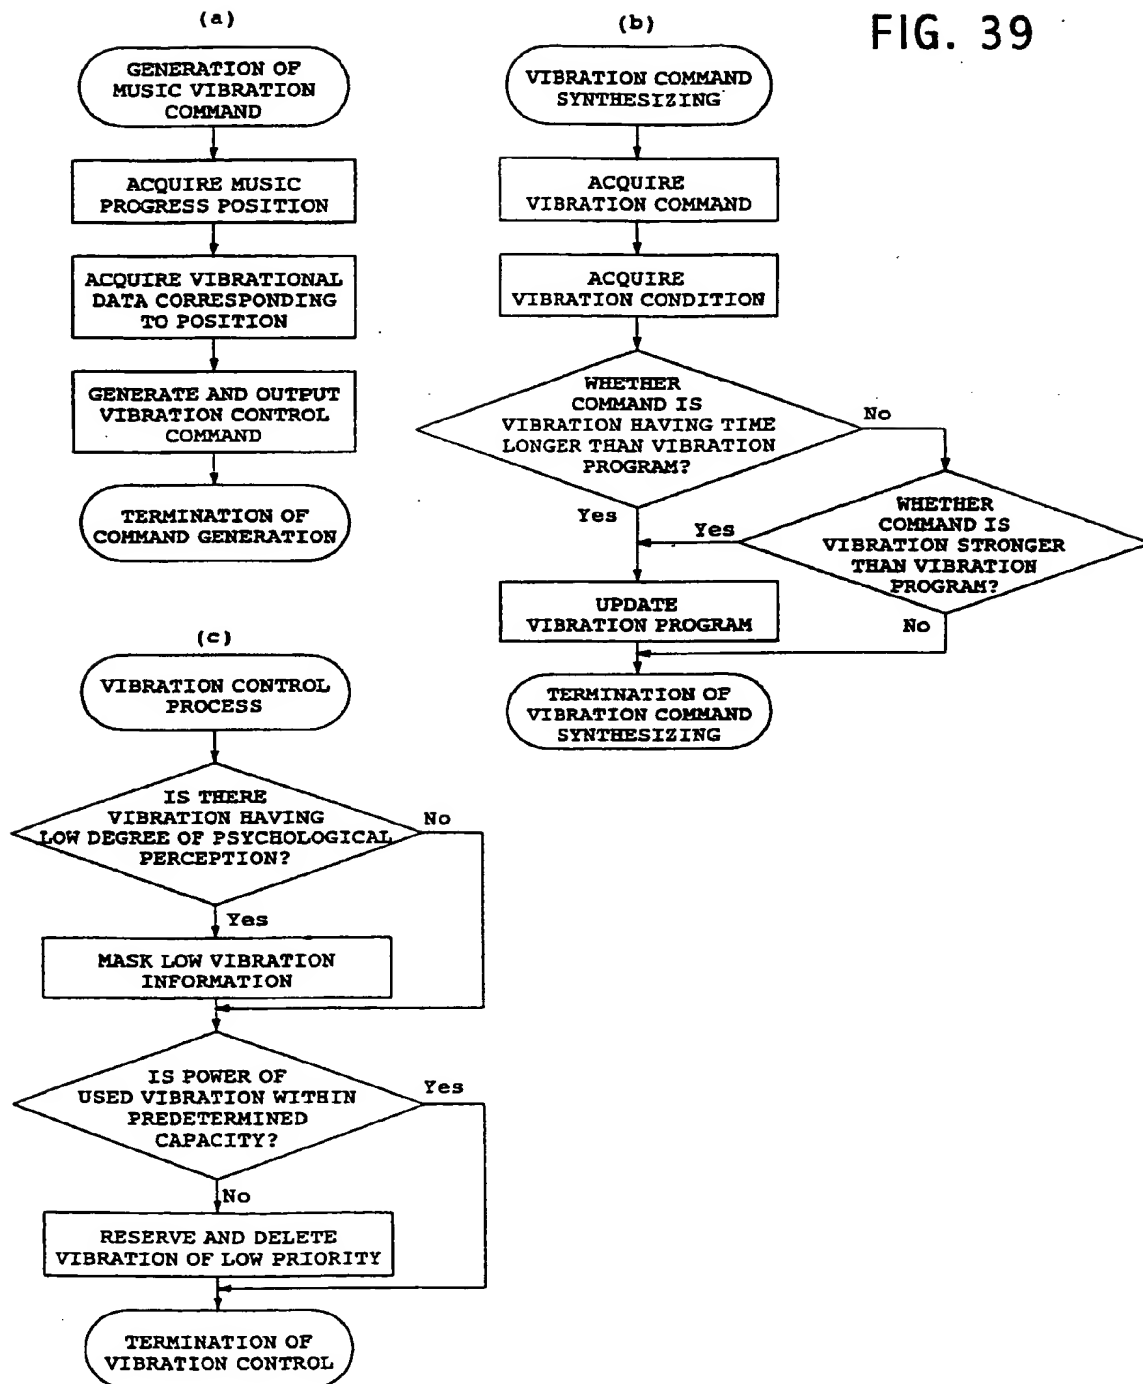 FIG. 39
(a)
GENERATION OF
MUSIC VIBRATION
COMMAND
ACQUIRE MUSIC
PROGRESS POSITION
ACQUIRE VIBRATIONAL
DATA CORRESPONDING
TO POSITION
GENERATE AND OUTPUT
VIBRATION CONTROL
COMMAND
TERMINATION OF
COMMAND GENERATION
(b)
VIBRATION COMMAND
SYNTHESIZING
ACQUIRE
VIBRATION COMMAND
ACQUIRE
VIBRATION CONDITION
WHETHER
COMMAND IS
VIBRATION HAVING TIME
LONGER THAN VIBRATION
PROGRAM?
No
Yes
WHETHER
COMMAND IS
VIBRATION STRONGER
THAN VIBRATION
PROGRAM?
Yes
No
UPDATE
VIBRATION PROGRAM
TERMINATION OF
VIBRATION COMMAND
SYNTHESIZING
(c)
VIBRATION CONTROL
PROCESS
IS THERE
VIBRATION HAVING
LOW DEGREE OF PSYCHOLOGICAL
PERCEPTION?
No
Yes
MASK LOW VIBRATION
INFORMATION
IS POWER OF
USED VIBRATION WITHIN
PREDETERMINED
CAPACITY?
Yes
No
RESERVE AND DELETE
VIBRATION OF LOW PRIORITY
TERMINATION OF
VIBRATION CONTROL